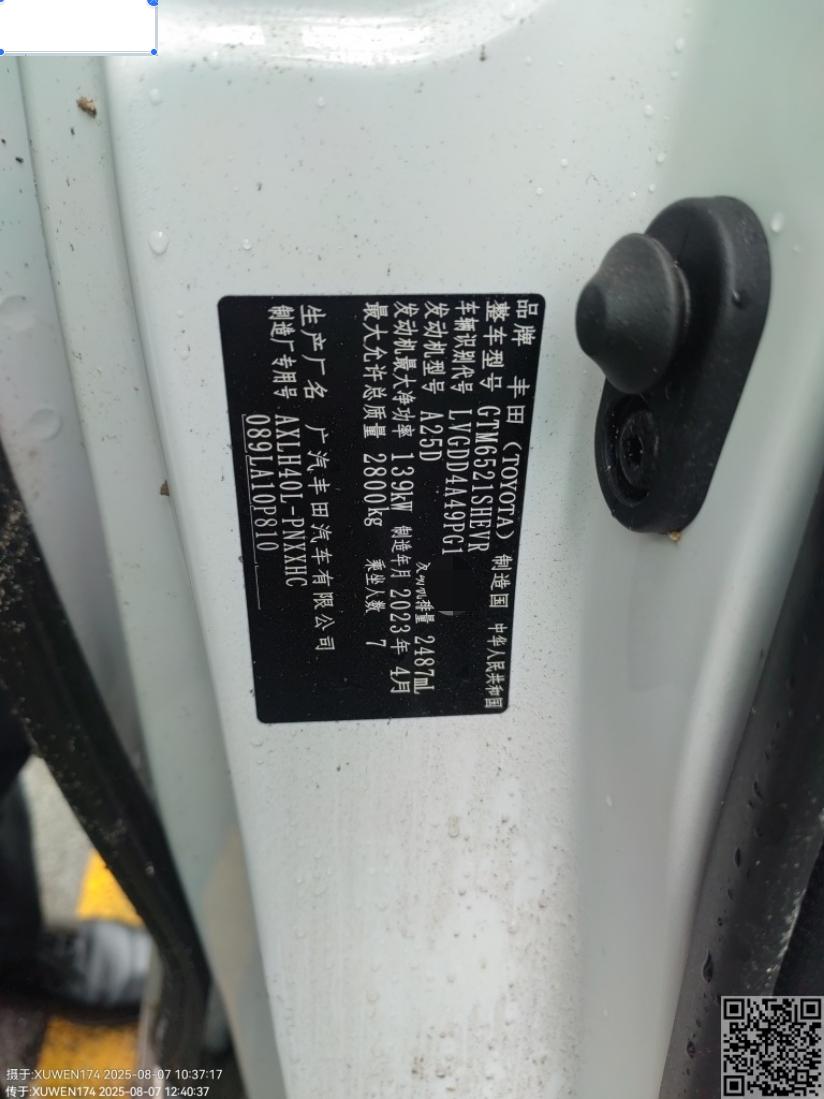 品牌 丰田(TOYOTA) 制造国 中华人民共和国
整车型号 GTM6521SHEVR
车辆识别代号 LVGDD4A49PG1
发动机型号 A25D 排量 2487mL
发动机最大净功率 139kW 制造年月 2023年 4月
最大允许总质量 2800kg 乘坐人数 7
生产厂名 广汽丰田汽车有限公司
制造厂专用号 AXLH40L-PNXXHC
089LA10P810
摄于:XUWEN174 2025-08-07 10:37:17
传于:XUWEN174 2025-08-07 12:40:37